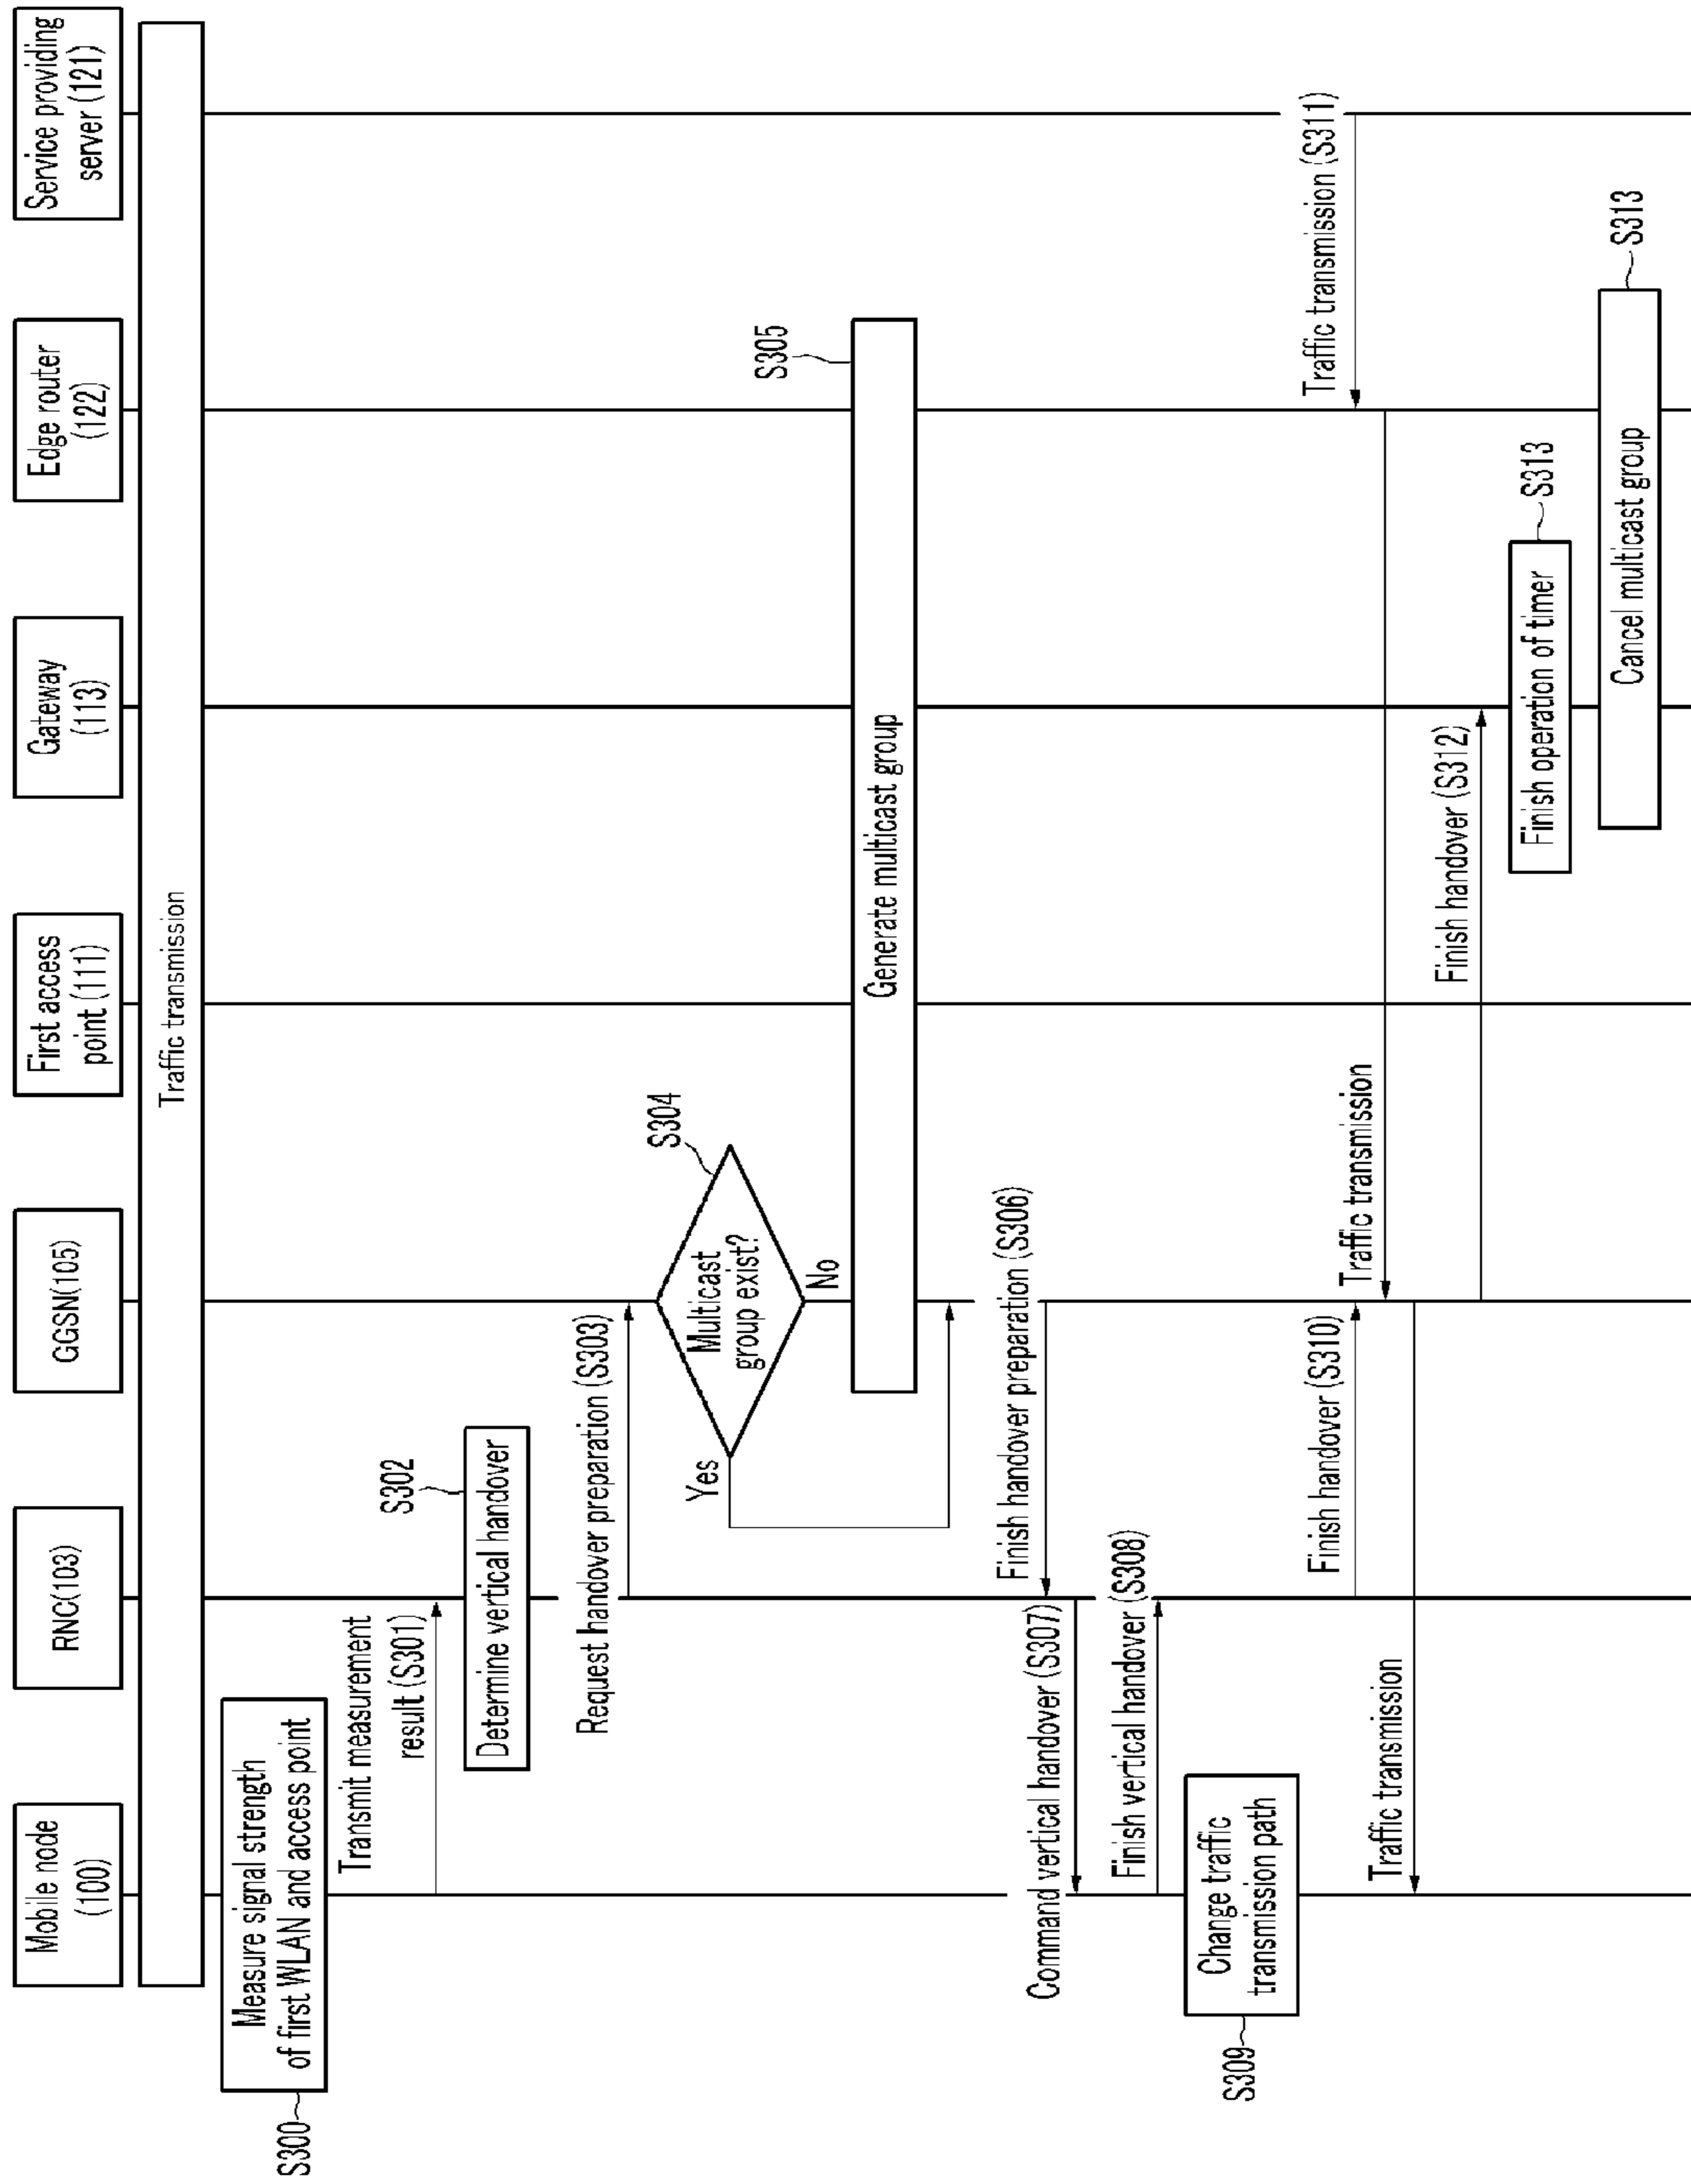 Mobile node
(100)
RNC(103)
GGSN(105)
First access
point (111)
Gateway
(113)
Edge router
(122)
Service providing
server (121)
Traffic transmission
S300
Measure signal strength
of first WLAN and access point
Transmit measurement
result (S301)
S302
Determine vertical handover
Request handover preparation (S303)
S304
Multicast
group exist?
Yes
No
S305
Generate multicast group
Finish handover preparation (S306)
Command vertical handover (S307)
Finish vertical handover (S308)
S309
Change traffic
transmission path
Finish handover (S310)
Traffic transmission (S311)
Traffic transmission
Traffic transmission
Finish handover (S312)
Finish operation of timer
S313
Cancel multicast group
S313